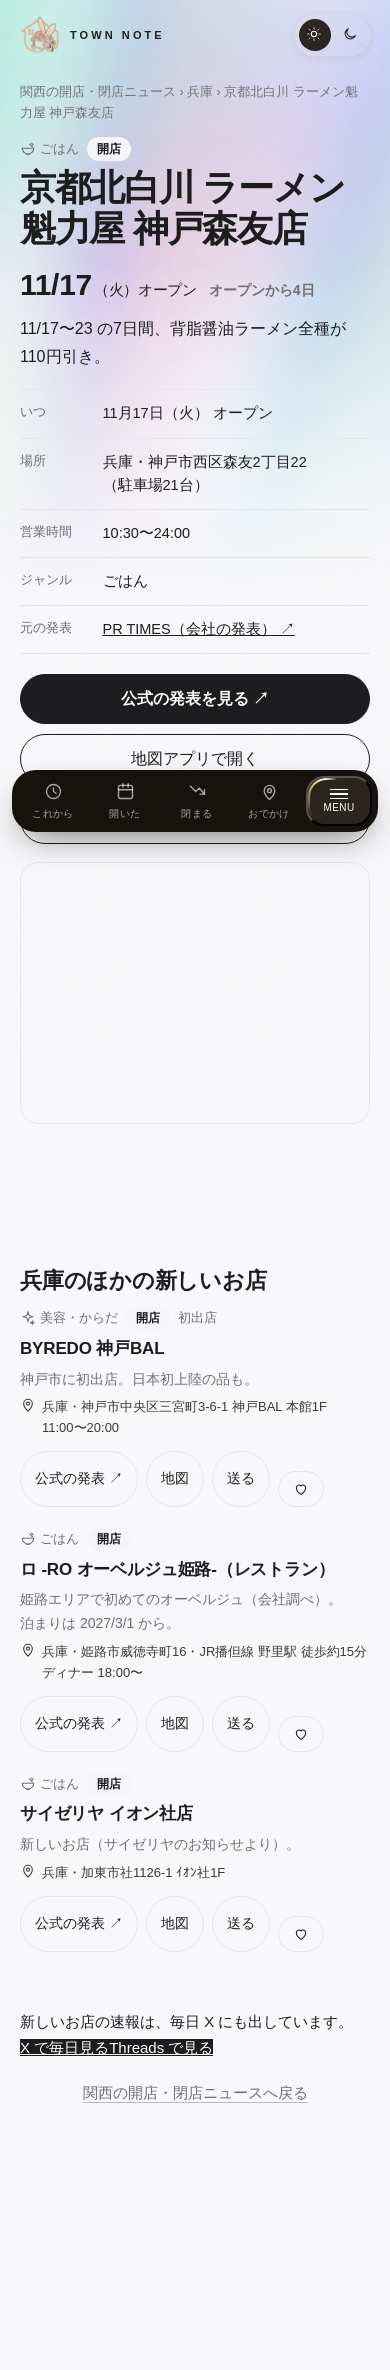 TOWN NOTE
関西の開店・閉店ニュース › 兵庫 › 京都北白川 ラーメン魁
力屋 神戸森友店
ごはん 開店
京都北白川 ラーメン
魁力屋 神戸森友店
11/17（火）オープン オープンから4日
11/17〜23 の7日間、背脂醤油ラーメン全種が
110円引き。
いつ 11月17日（火） オープン
場所 兵庫・神戸市西区森友2丁目22
（駐車場21台）
営業時間 10:30〜24:00
ジャンル ごはん
元の発表 PR TIMES（会社の発表） ↗
公式の発表を見る ↗
地図アプリで開く
これから 開いた 閉まる おでかけ MENU
兵庫のほかの新しいお店
美容・からだ 開店 初出店
BYREDO 神戸BAL
神戸市に初出店。日本初上陸の品も。
兵庫・神戸市中央区三宮町3-6-1 神戸BAL 本館1F
11:00〜20:00
公式の発表 ↗ 地図 送る
ごはん 開店
ロ -RO オーベルジュ姫路-（レストラン）
姫路エリアで初めてのオーベルジュ（会社調べ）。
泊まりは 2027/3/1 から。
兵庫・姫路市威徳寺町16・JR播但線 野里駅 徒歩約15分
ディナー 18:00〜
公式の発表 ↗ 地図 送る
ごはん 開店
サイゼリヤ イオン社店
新しいお店（サイゼリヤのお知らせより）。
兵庫・加東市社1126-1 ｲｵﾝ社1F
公式の発表 ↗ 地図 送る
新しいお店の速報は、毎日 X にも出しています。
X で毎日見るThreads で見る
関西の開店・閉店ニュースへ戻る